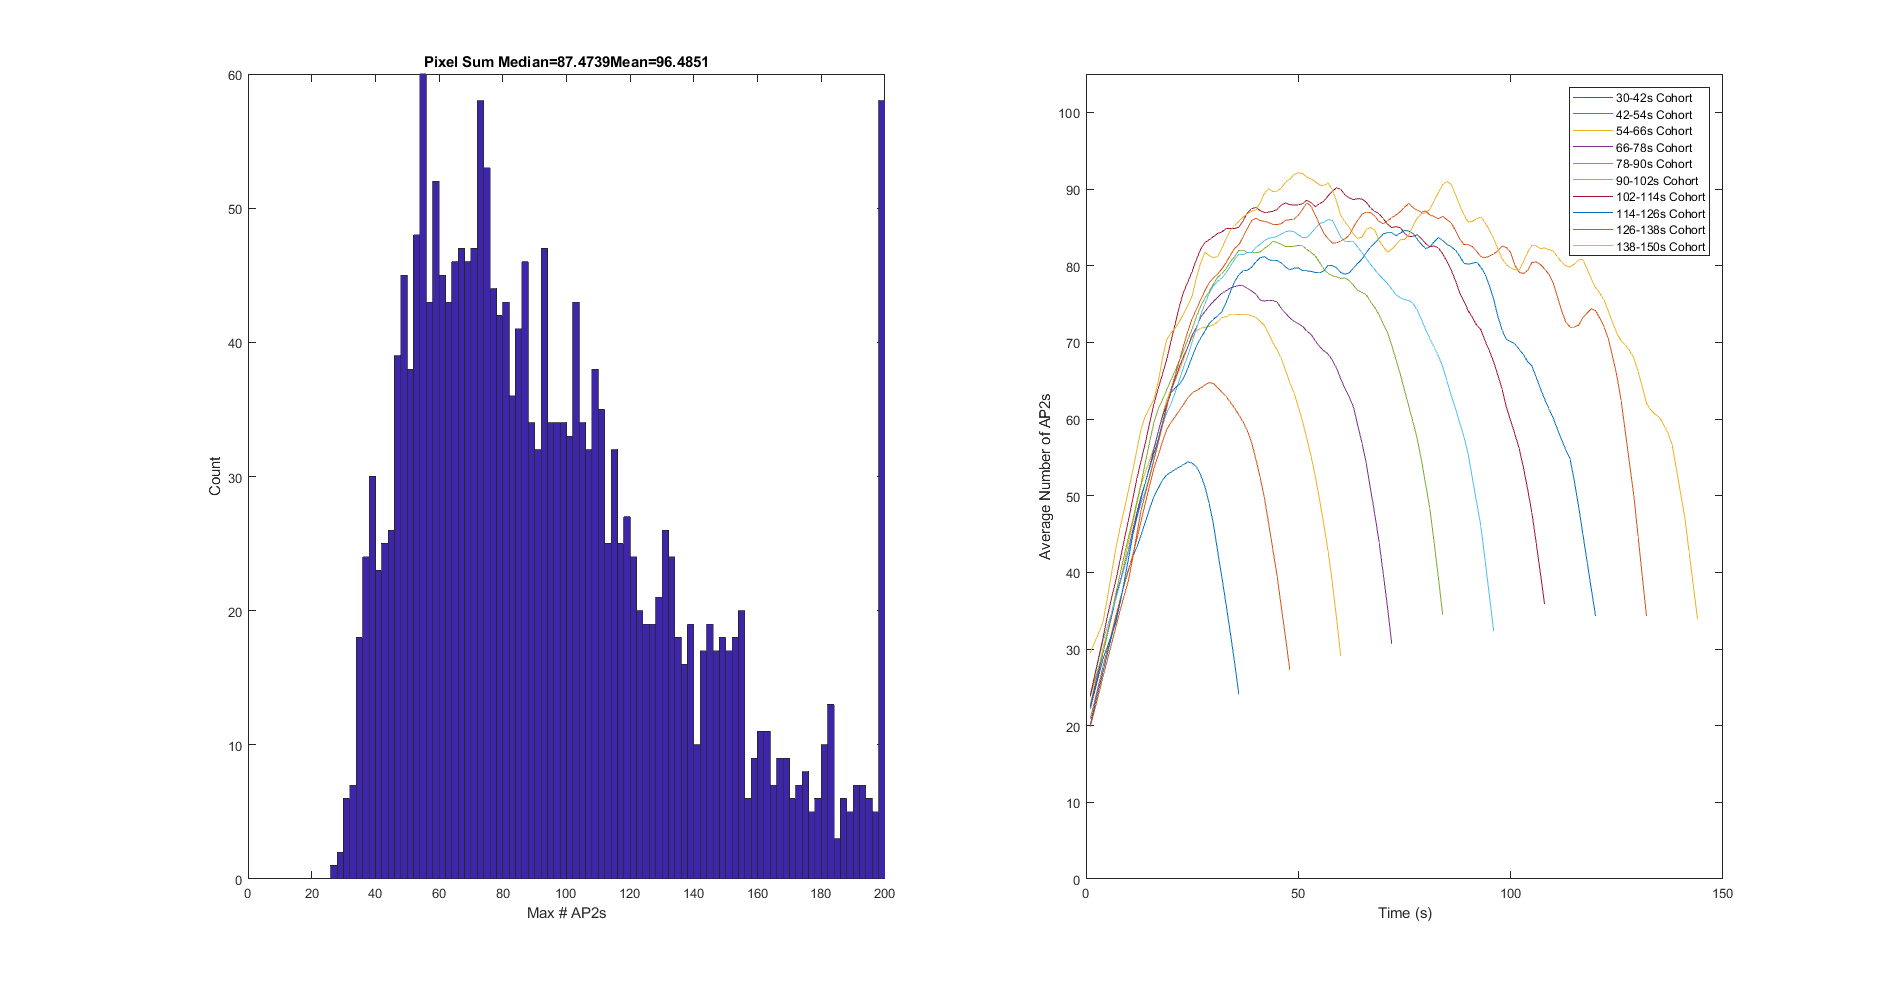 Pixel Sum Median=87.4739Mean=96.4851
60
50
40
30
20
10
0
Count
0 20 40 60 80 100 120 140 160 180 200
Max # AP2s
100
90
80
70
60
50
40
30
20
10
0
Average Number of AP2s
0 50 100 150
Time (s)
30-42s Cohort
42-54s Cohort
54-66s Cohort
66-78s Cohort
78-90s Cohort
90-102s Cohort
102-114s Cohort
114-126s Cohort
126-138s Cohort
138-150s Cohort